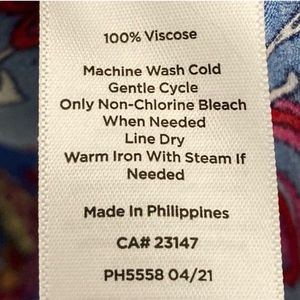 100% Viscose
Machine Wash Cold
Gentle Cycle
Only Non-Chlorine Bleach
When Needed
Line Dry
Warm Iron With Steam If
Needed
Made In Philippines
CA# 23147
PH5558 04/21